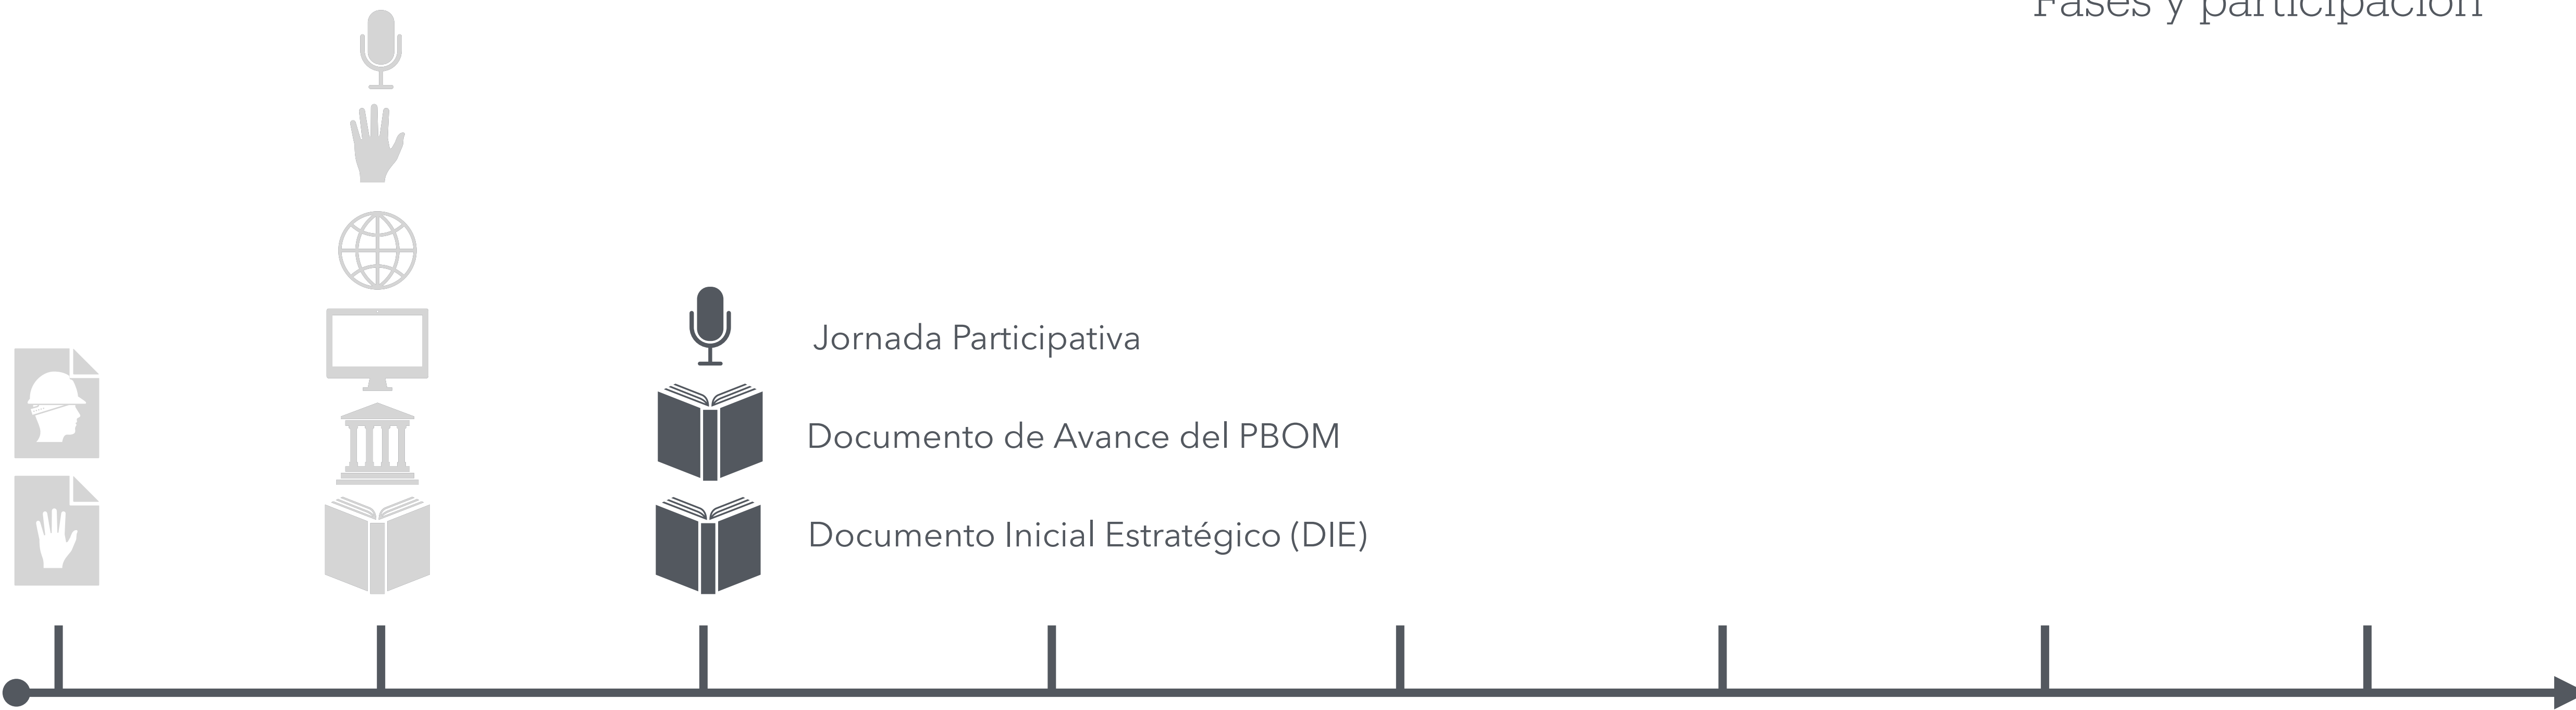 Fases y participación
Jornada Participativa
Documento de Avance del PBOM
Documento Inicial Estratégico (DIE)